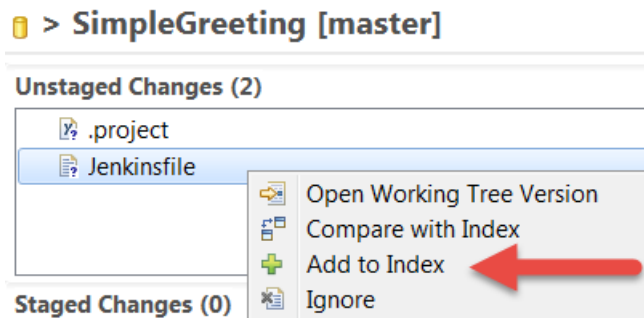 > SimpleGreeting [master]
Unstaged Changes (2)
.project
Jenkinsfile
Open Working Tree Version
Compare with Index
Add to Index
Staged Changes (0)
Ignore